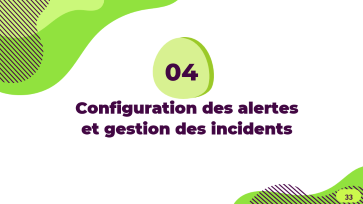 04
Configuration des alertes
et gestion des incidents
33